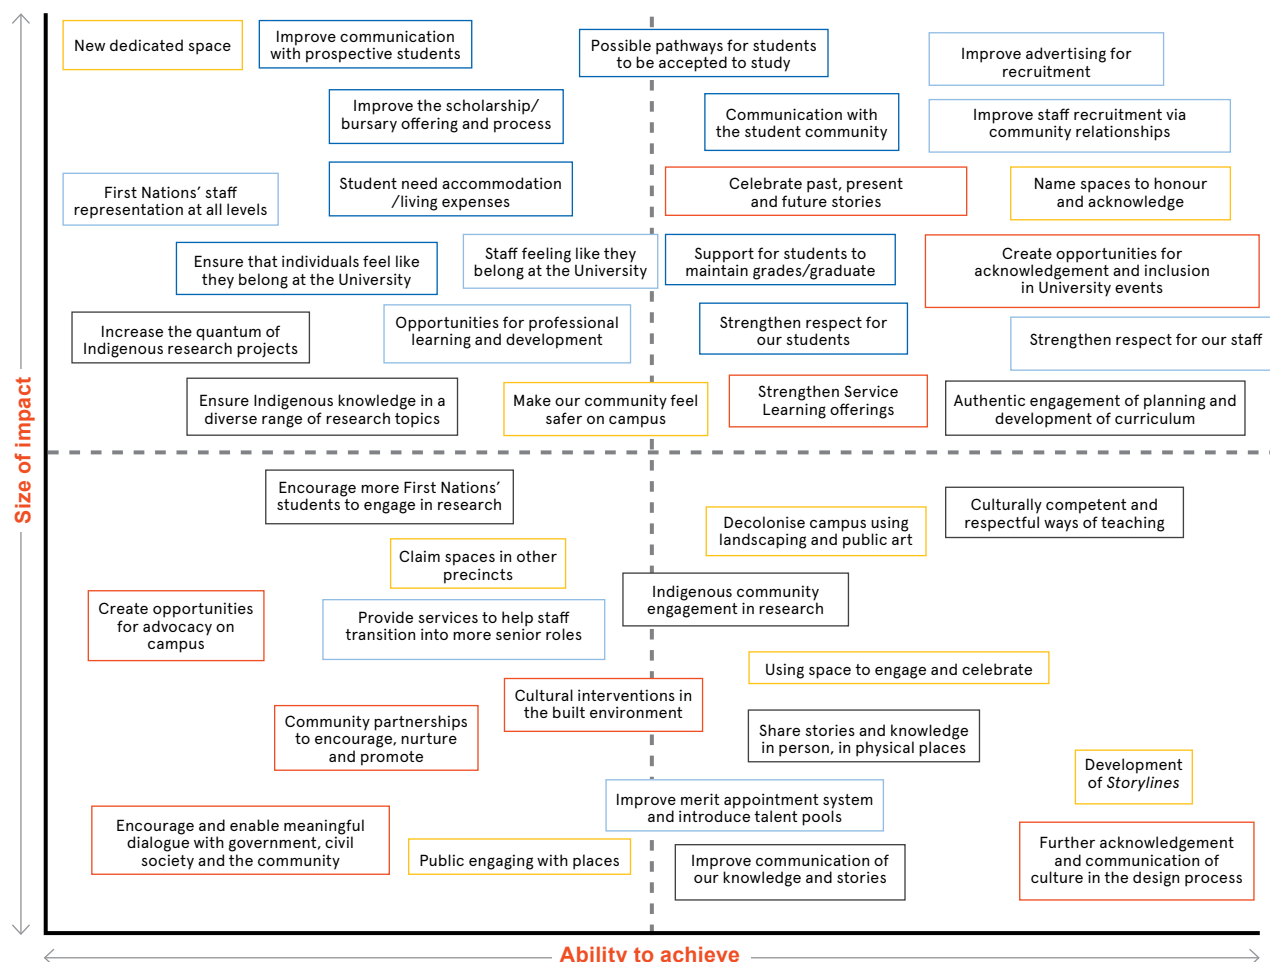 New dedicated space
Improve communication
with prospective students
Possible pathways for students
to be accepted to study
Improve advertising for
recruitment
Improve the scholarship/
bursary offering and process
Communication with
the student community
Improve staff recruitment via
community relationships
First Nations’ staff
representation at all levels
Student need accommodation
/living expenses
Celebrate past, present
and future stories
Name spaces to honour
and acknowledge
Ensure that individuals feel like
they belong at the University
Staff feeling like they
belong at the University
Support for students to
maintain grades/graduate
Create opportunities for
acknowledgement and inclusion
in University events
Increase the quantum of
Indigenous research projects
Opportunities for professional
learning and development
Strengthen respect for
our students
Strengthen respect for our staff
Ensure Indigenous knowledge in a
diverse range of research topics
Make our community feel
safer on campus
Strengthen Service
Learning offerings
Authentic engagement of planning and
development of curriculum
Size of impact
Encourage more First Nations’
students to engage in research
Decolonise campus using
landscaping and public art
Culturally competent and
respectful ways of teaching
Claim spaces in other
precincts
Indigenous community
engagement in research
Create opportunities
for advocacy on
campus
Provide services to help staff
transition into more senior roles
Using space to engage and celebrate
Cultural interventions in
the built environment
Community partnerships
to encourage, nurture
and promote
Share stories and knowledge
in person, in physical places
Development
of Storylines
Improve merit appointment system
and introduce talent pools
Encourage and enable meaningful
dialogue with government, civil
society and the community
Public engaging with places
Improve communication of
our knowledge and stories
Further acknowledgement
and communication of
culture in the design process
Ability to achieve